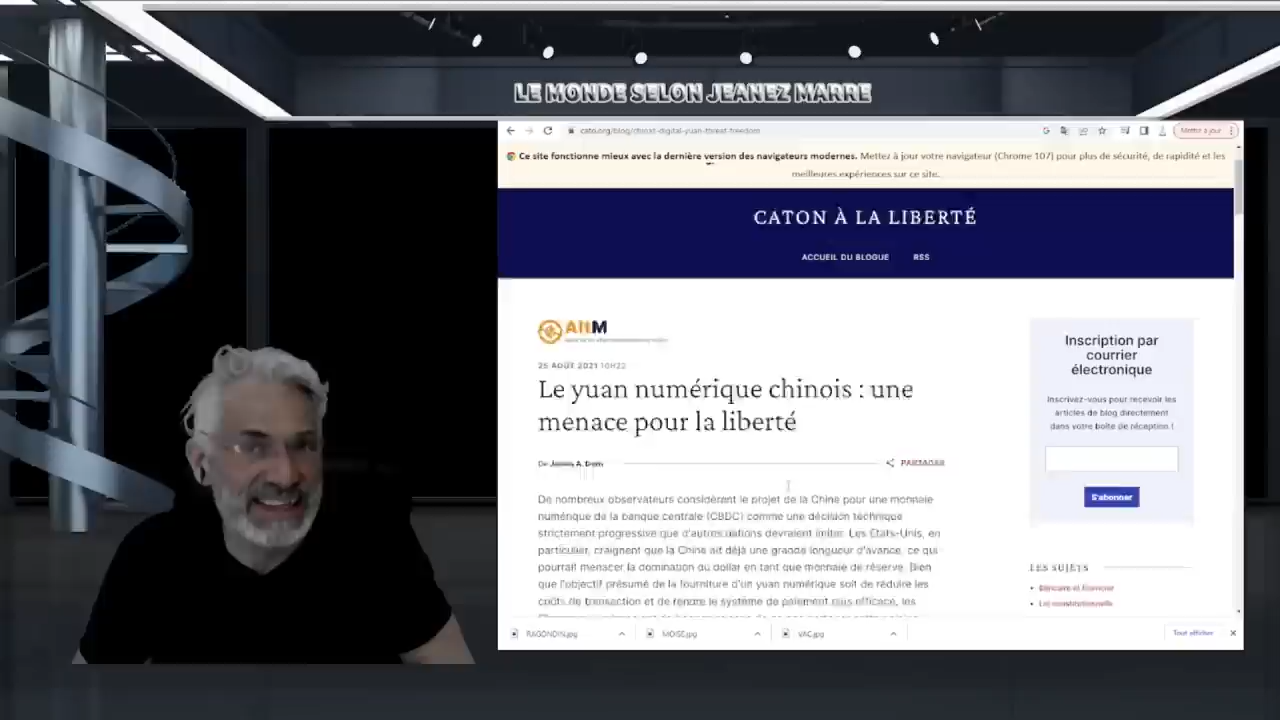 LE MONDE SELON JEANEZ MARRE
cato.org/blog/chinas-digital-yuan-threat-freedom
Mettre à jour
Ce site fonctionne mieux avec la dernière version des navigateurs modernes. Mettez à jour votre navigateur (Chrome 107) pour plus de sécurité, de rapidité et les
meilleures expériences sur ce site.
CATON À LA LIBERTÉ
ACCUEIL DU BLOGUE RSS
25 AOÛT 2021 10H22
Le yuan numérique chinois : une
menace pour la liberté
De James A. Dorn
PARTAGER
De nombreux observateurs considèrent le projet de la Chine pour une monnaie
numérique de la banque centrale (CBDC) comme une décision technique
strictement progressive que d'autres nations devraient imiter. Les États-Unis, en
particulier, craignent que la Chine ait déjà une grande longueur d'avance, ce qui
pourrait menacer la domination du dollar en tant que monnaie de réserve. Bien
que l'objectif présumé de la fourniture d'un yuan numérique soit de réduire les
coûts de transaction et de rendre le système de paiement plus efficace, les
Inscription par
courrier
électronique
Inscrivez-vous pour recevoir les
articles de blog directement
dans votre boîte de réception !
S'abonner
LES SUJETS
Bancaire et financier
Loi constitutionnelle
RAGONDIN.jpg
MOISE.jpg
VAC.jpg
Tout afficher